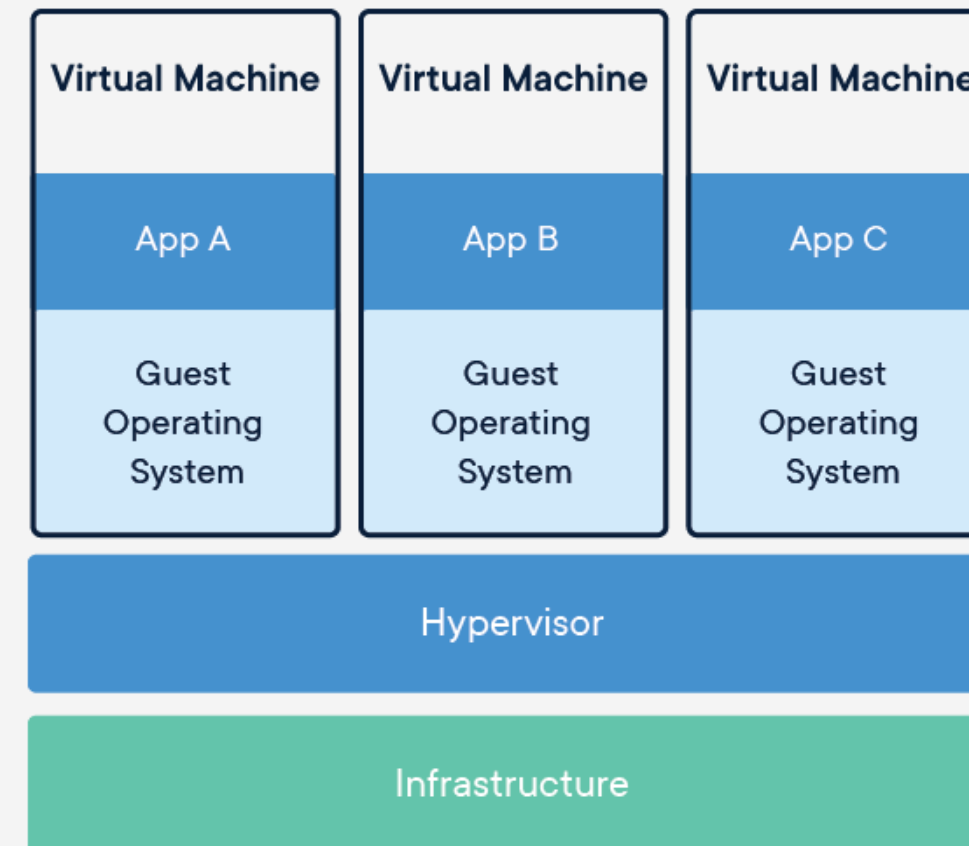 Virtual Machine
Virtual Machine
Virtual Machine
App A
App B
App C
Guest
Operating
System
Guest
Operating
System
Guest
Operating
System
Hypervisor
Infrastructure